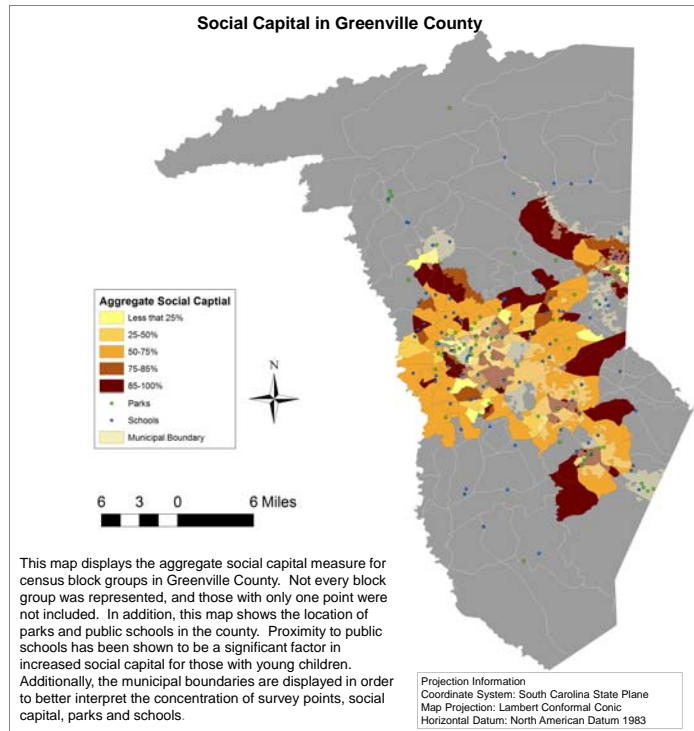 Social Capital in Greenville County
Aggregate Social Captial
Less that 25%
25-50%
50-75%
75-85%
85-100%
Parks
Schools
Municipal Boundary
N
6 3 0 6 Miles
This map displays the aggregate social capital measure for
census block groups in Greenville County. Not every block
group was represented, and those with only one point were
not included. In addition, this map shows the location of
parks and public schools in the county. Proximity to public
schools has been shown to be a significant factor in
increased social capital for those with young children.
Additionally, the municipal boundaries are displayed in order
to better interpret the concentration of survey points, social
capital, parks and schools.
Projection Information
Coordinate System: South Carolina State Plane
Map Projection: Lambert Conformal Conic
Horizontal Datum: North American Datum 1983